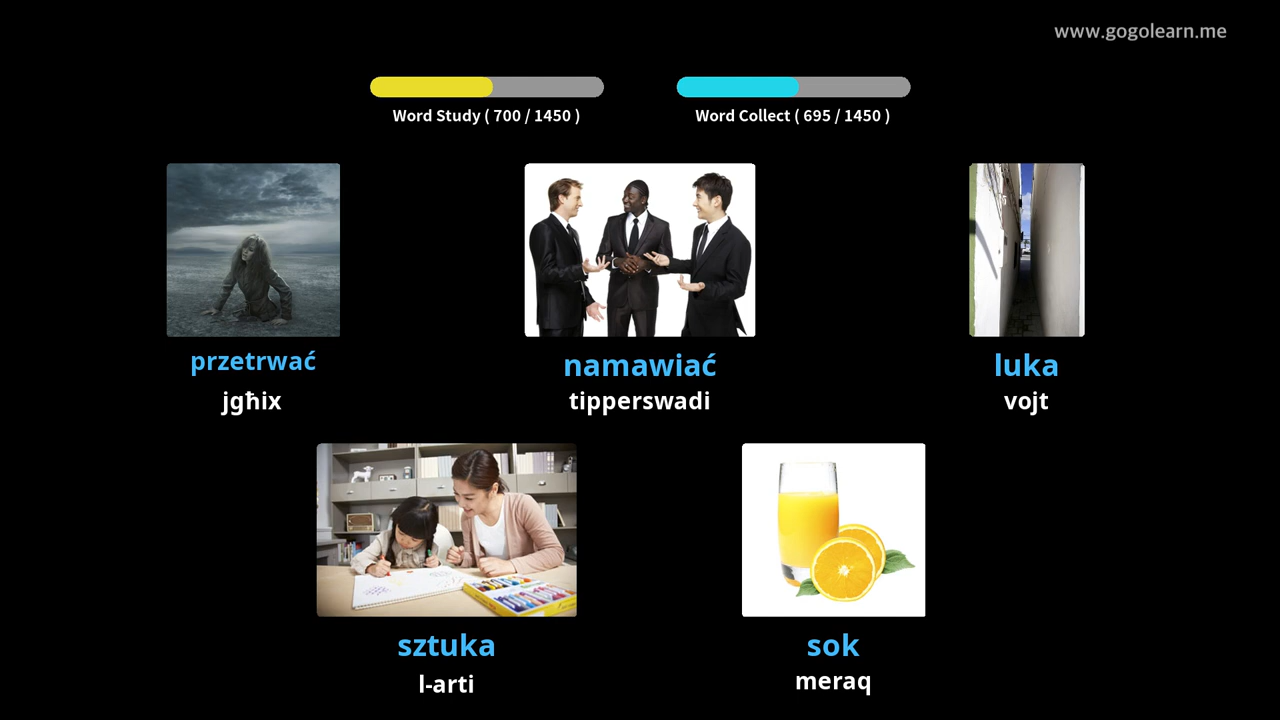 www.gogolearn.me
Word Study ( 700 / 1450 )
Word Collect ( 695 / 1450 )
przetrwać
jgħix
namawiać
tipperswadi
luka
vojt
sztuka
l-arti
sok
meraq